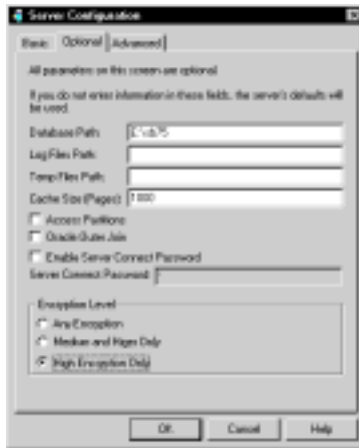 Server Configuration
Basic Optional Advanced
All parameters on this screen are optional
If you do not enter information in these fields, the server's defaults will
be used.
Database Path:
Log Files Path:
Temp Files Path:
Cache Size (Pages): 1000
Access Partitions
Oracle Outer Join
Enable Server Connect Password
Server Connect Password:
Encryption Level
Any Encryption
Medium and Higer Only
High Encryption Only
OK Cancel Help